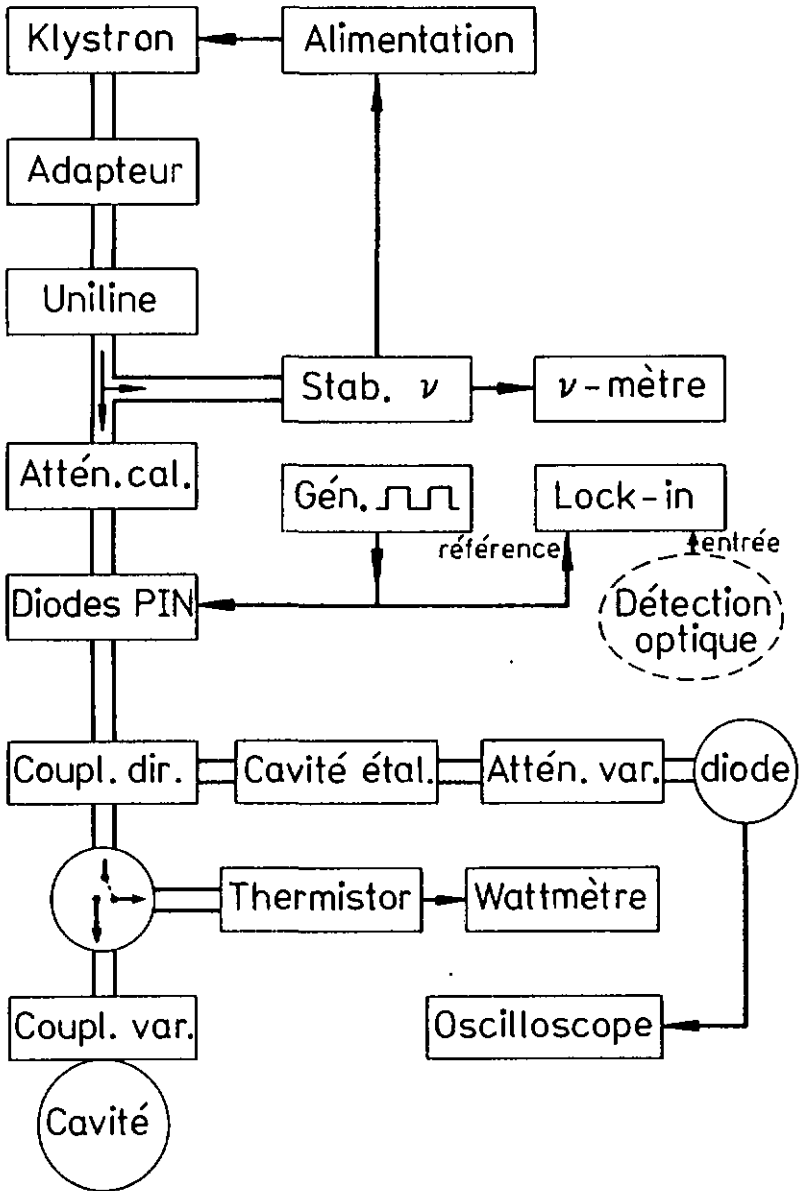 Klystron
Alimentation
Adapteur
Uniline
Stab. ν
ν-mètre
Attén.cal.
Gén.
Lock-in
référence
entrée
Diodes PIN
Détection
optique
Coupl. dir.
Cavité étal.
Attén. var.
diode
Thermistor
Wattmètre
Coupl. var.
Oscilloscope
Cavité